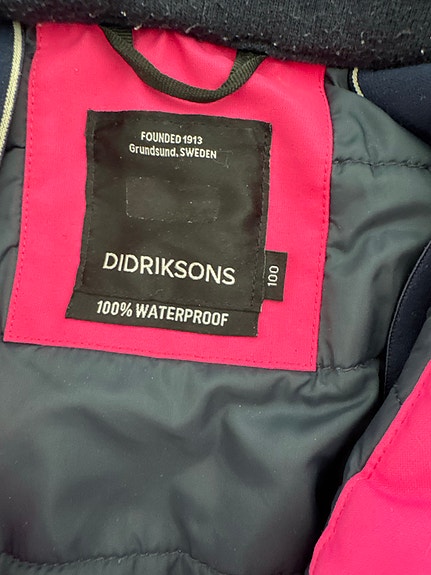 FOUNDED 1913
Grundsund, SWEDEN
DIDRIKSONS
100
100% WATERPROOF